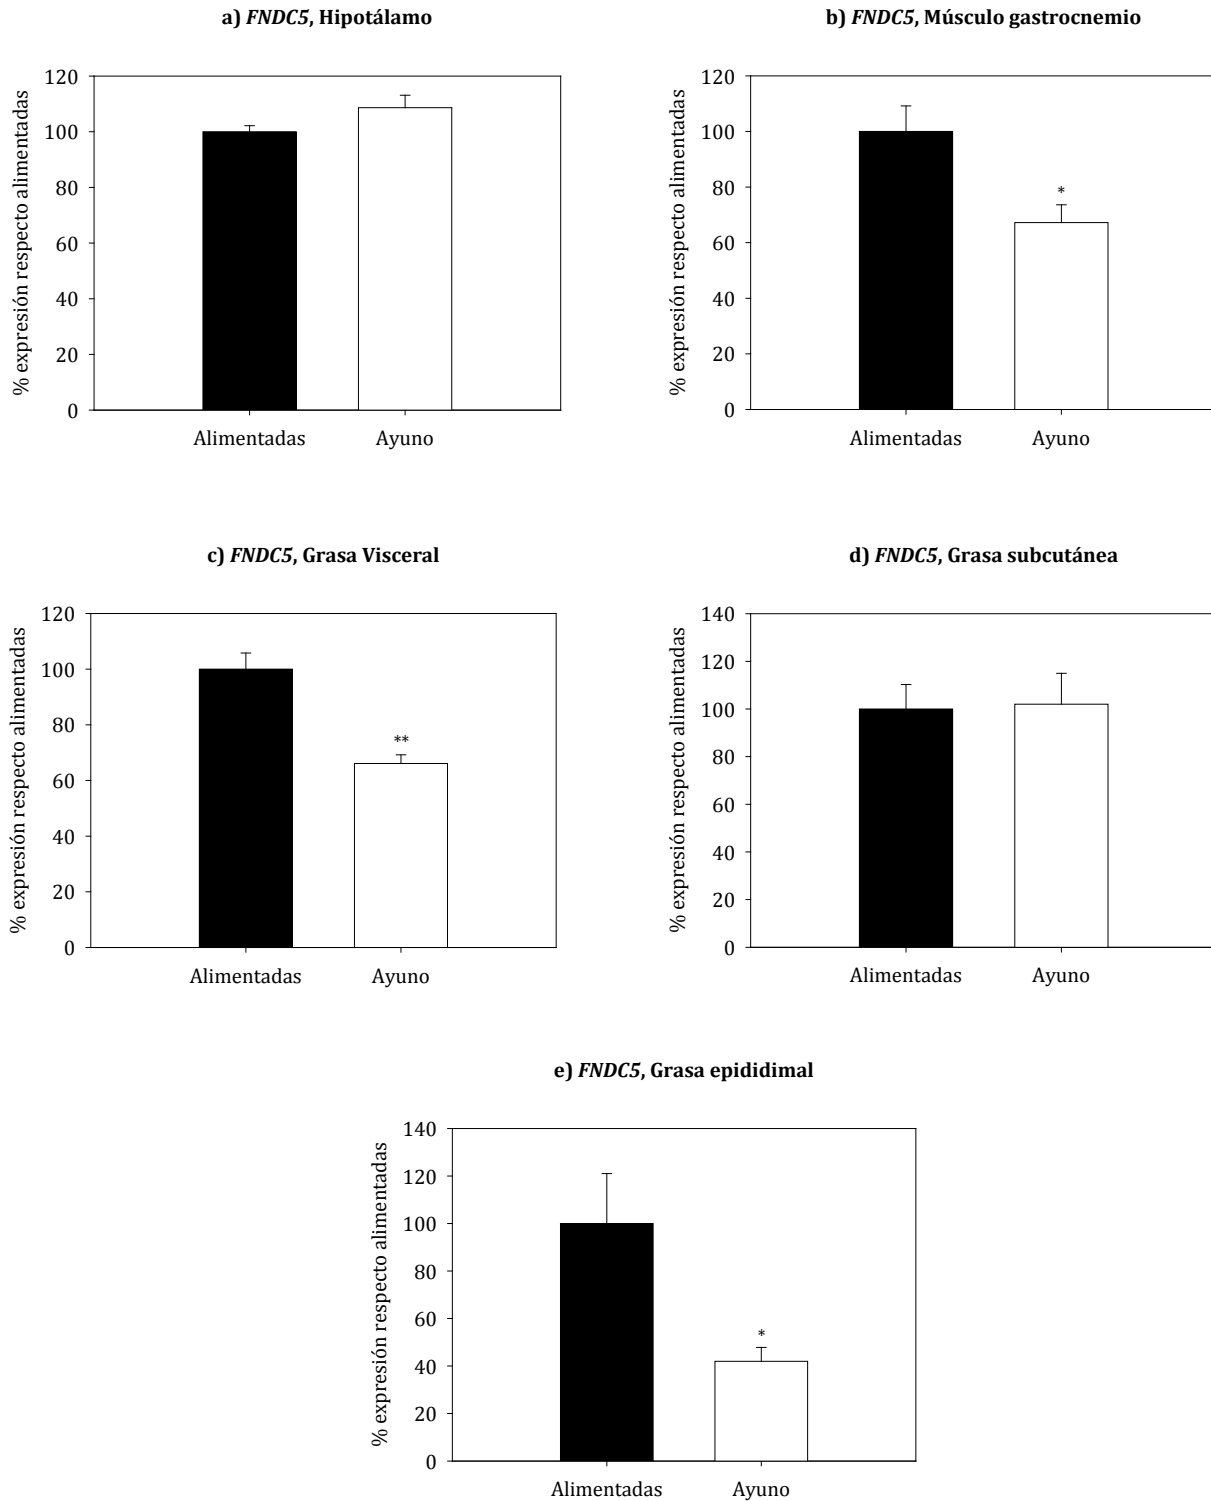 a) FNDC5, Hipotálamo
% expresión respecto alimentadas
120
100
80
60
40
20
0
Alimentadas Ayuno
b) FNDC5, Músculo gastrocnemio
% expresión respecto alimentadas
120
100
80
60
40
20
0
*
Alimentadas Ayuno
c) FNDC5, Grasa Visceral
% expresión respecto alimentadas
120
100
80
60
40
20
0
**
Alimentadas Ayuno
d) FNDC5, Grasa subcutánea
% expresión respecto alimentadas
140
120
100
80
60
40
20
0
Alimentadas Ayuno
e) FNDC5, Grasa epididimal
% expresión respecto alimentadas
140
120
100
80
60
40
20
0
*
Alimentadas Ayuno